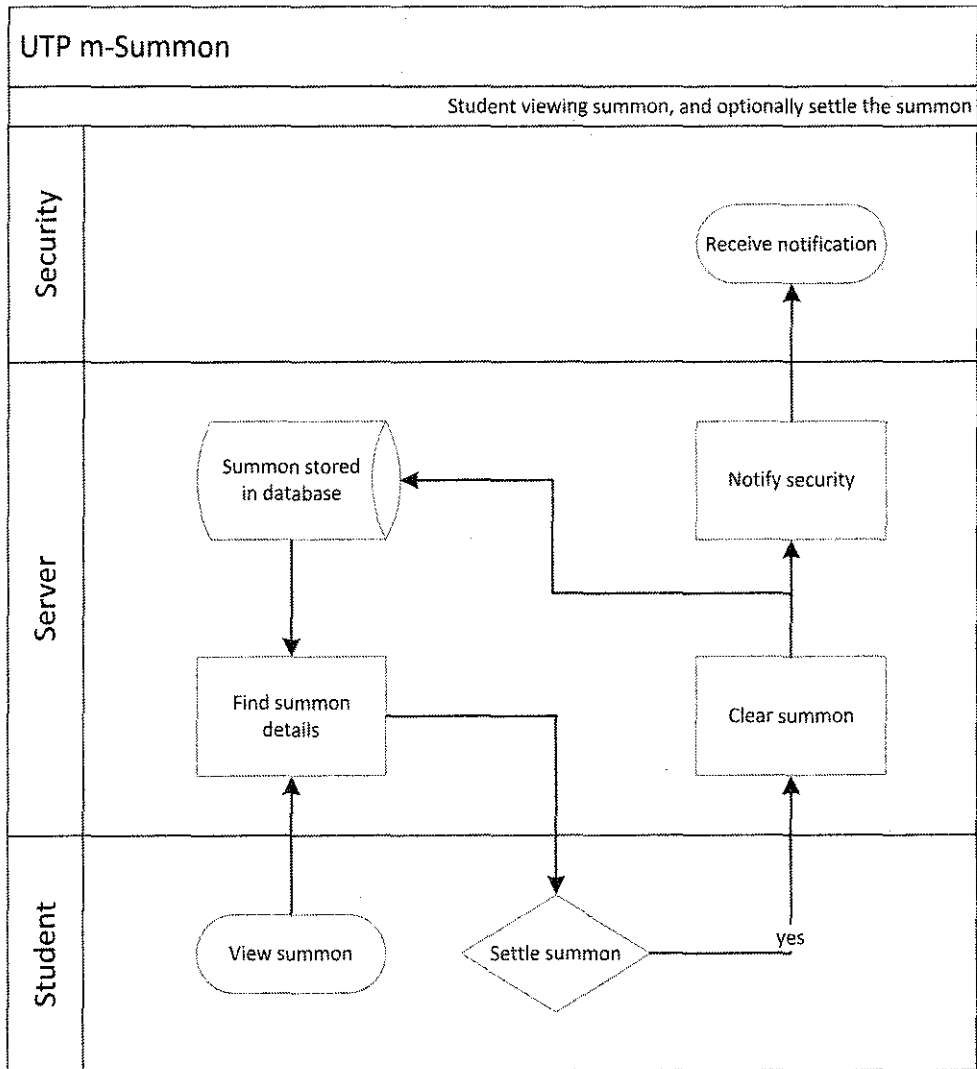 UTP m-Summon
Student viewing summon, and optionally settle the summon
Security
Receive notification
Server
Summon stored
in database
Notify security
Find summon
details
Clear summon
Student
View summon
Settle summon
yes